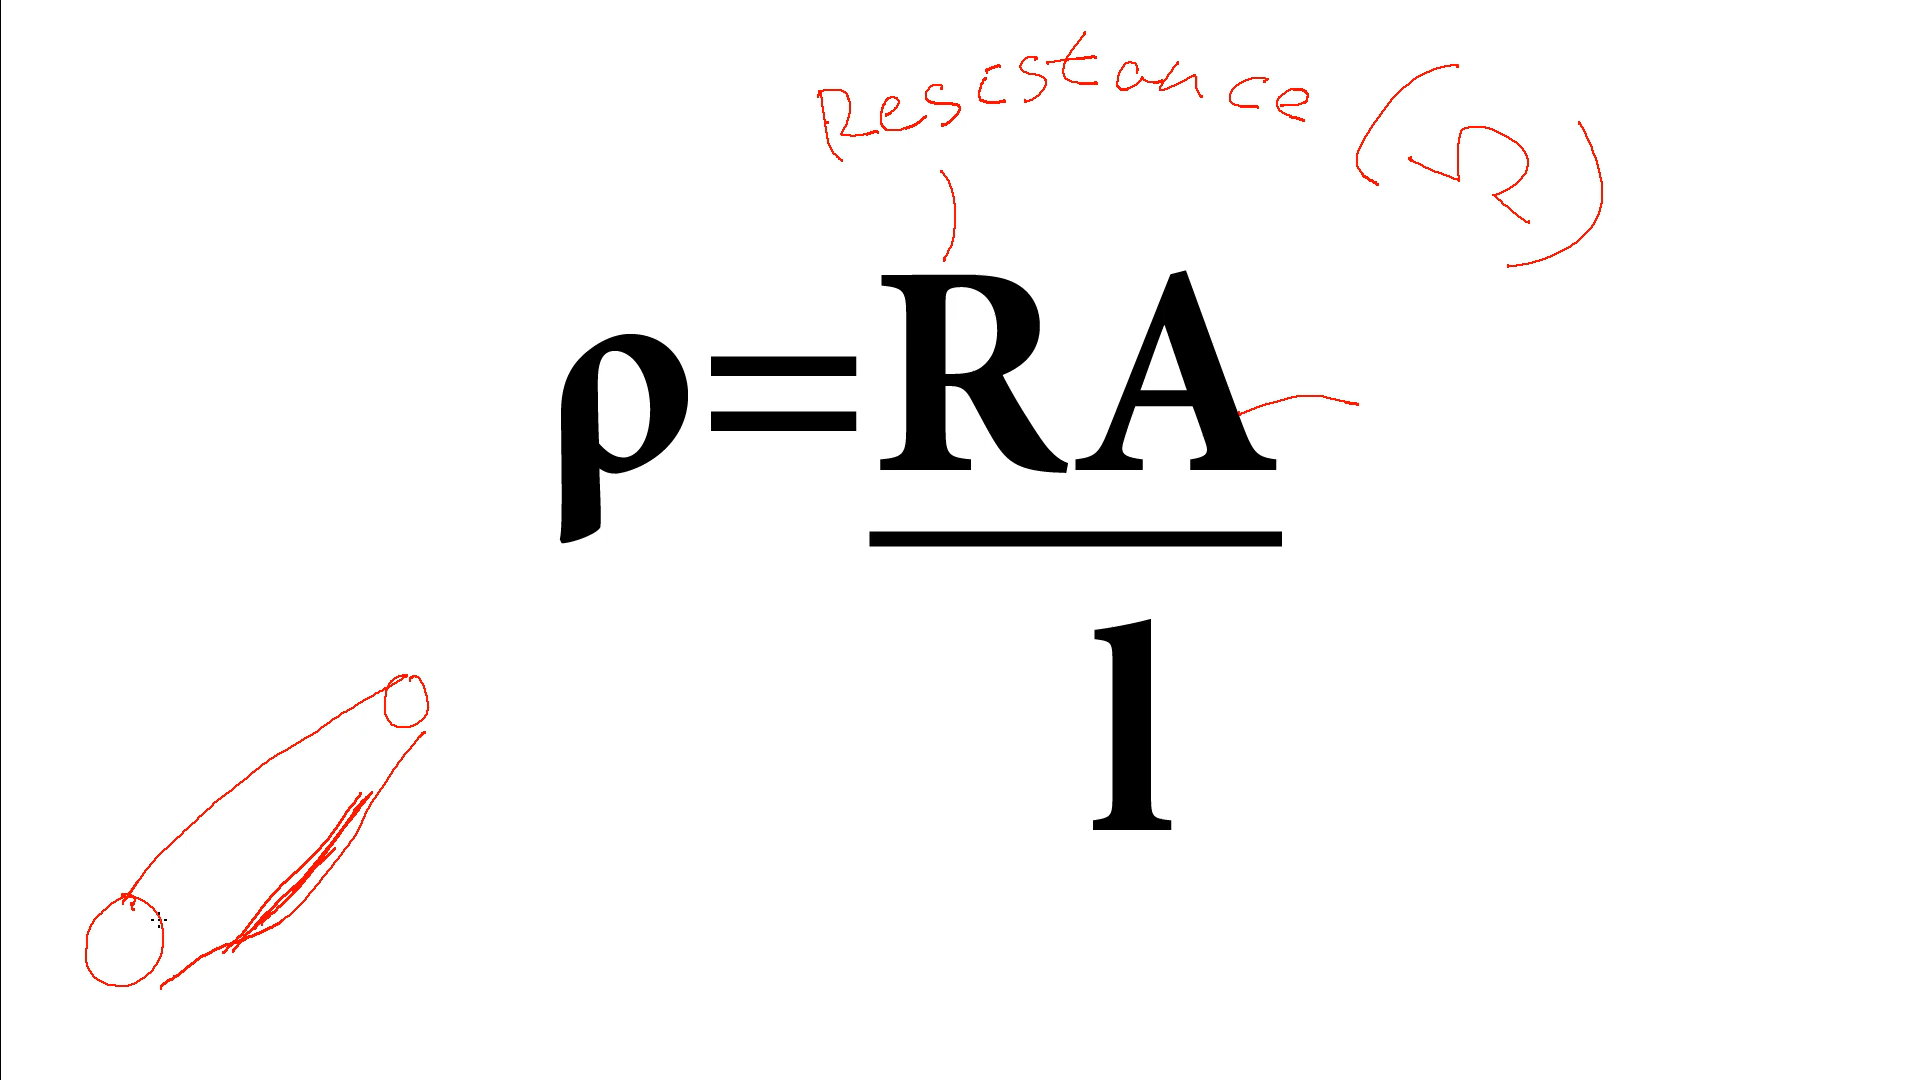 Resistance (Ω)
ρ=RA
l